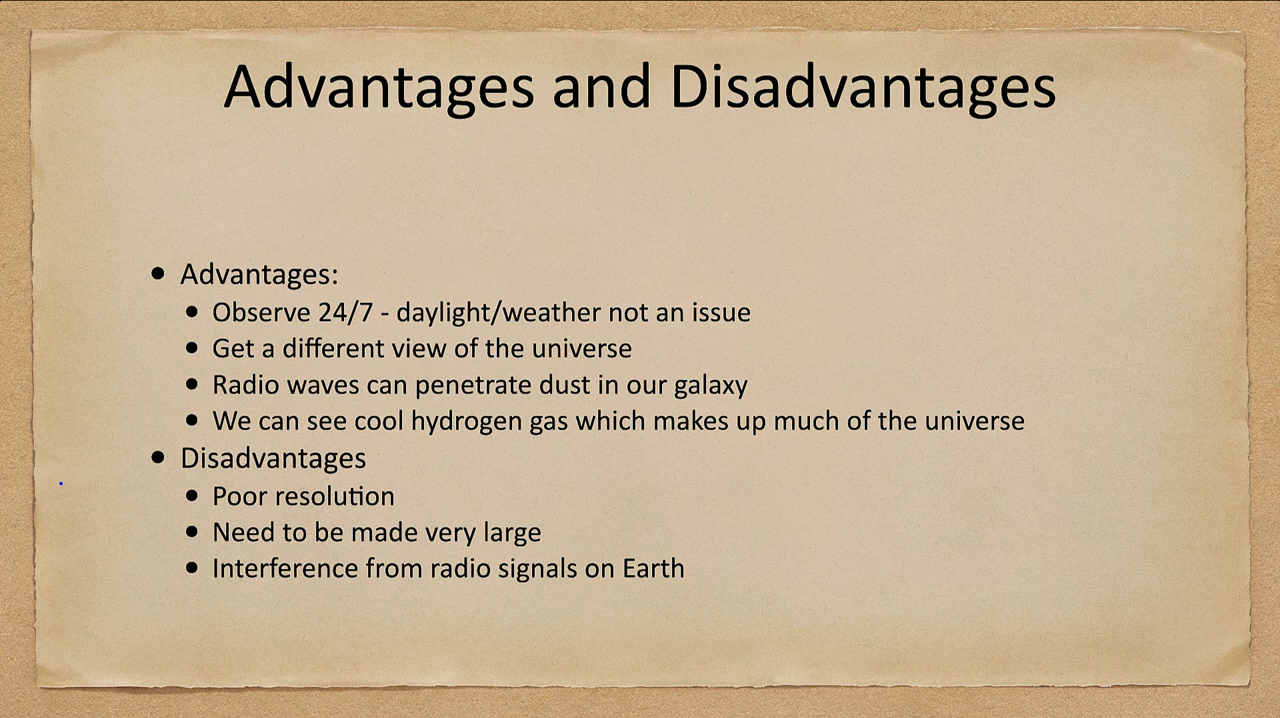 Advantages and Disadvantages
• Advantages:
• Observe 24/7 - daylight/weather not an issue
• Get a different view of the universe
• Radio waves can penetrate dust in our galaxy
• We can see cool hydrogen gas which makes up much of the universe
• Disadvantages
• Poor resolution
• Need to be made very large
• Interference from radio signals on Earth